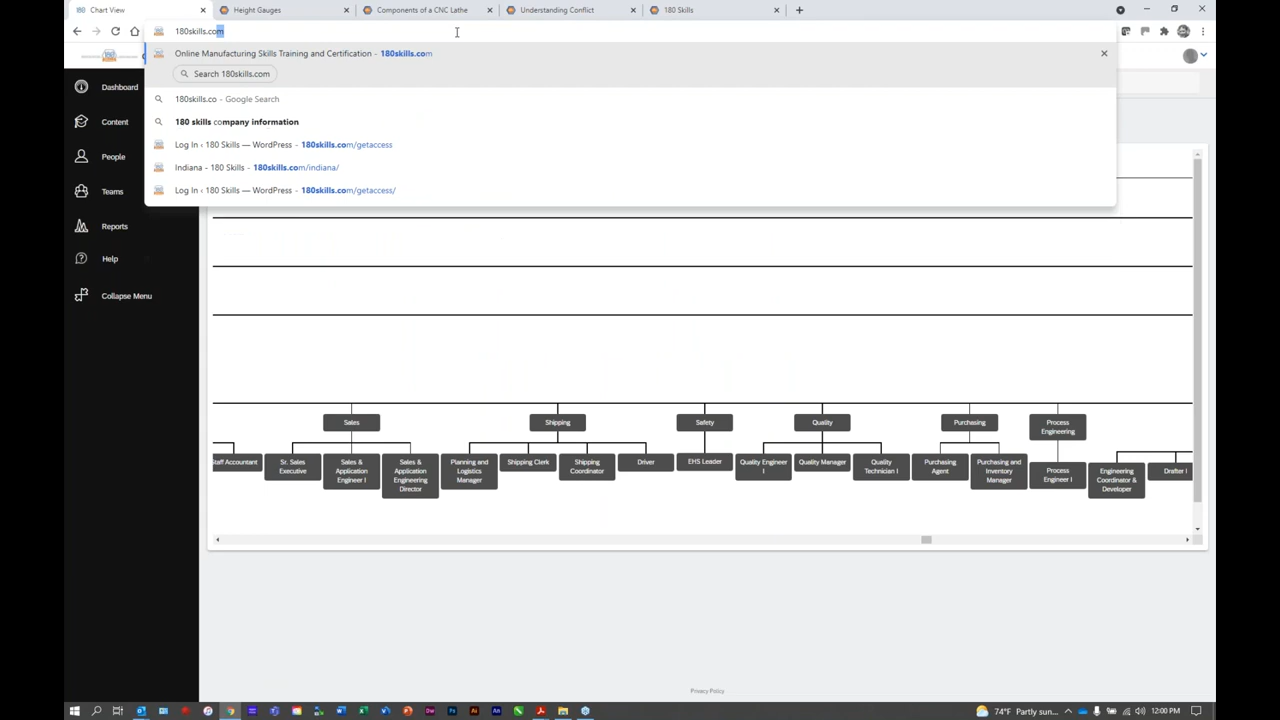 Chart View
Height Gauges
Components of a CNC Lathe
Understanding Conflict
180 Skills
180skills.com
Online Manufacturing Skills Training and Certification - 180skills.com
Search 180skills.com
180skills.co - Google Search
180 skills company information
Log In ‹ 180 Skills — WordPress - 180skills.com/getaccess
Indiana - 180 Skills - 180skills.com/indiana/
Log In ‹ 180 Skills — WordPress - 180skills.com/getaccess/
Dashboard
Content
People
Teams
Reports
Help
Collapse Menu
Sales
Shipping
Safety
Quality
Purchasing
Process
Engineering
Staff Accountant
Sr. Sales
Executive
Sales &
Application
Engineer I
Sales &
Application
Engineering
Director
Planning and
Logistics
Manager
Shipping Clerk
Shipping
Coordinator
Driver
EHS Leader
Quality Engineer
I
Quality Manager
Quality
Technician I
Purchasing
Agent
Purchasing and
Inventory
Manager
Process
Engineer I
Engineering
Coordinator &
Developer
Drafter I
Privacy Policy
74°F Partly sun...
12:00 PM